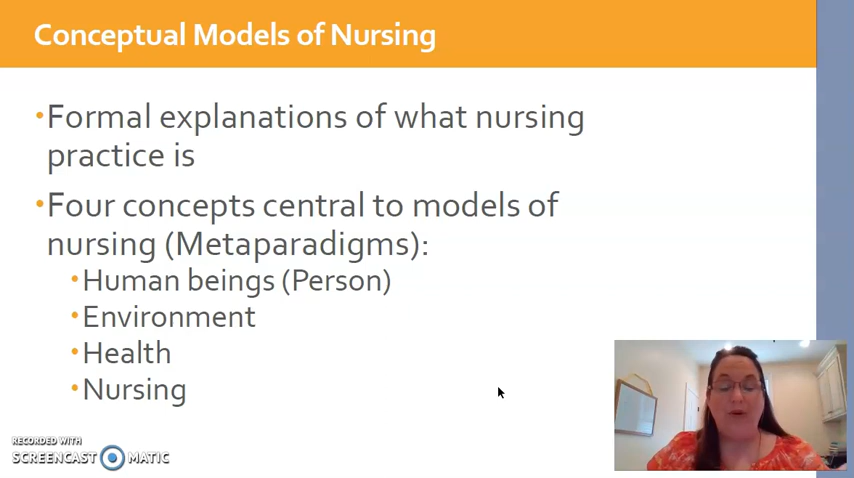 Conceptual Models of Nursing
•Formal explanations of what nursing
practice is
•Four concepts central to models of
nursing (Metaparadigms):
•Human beings (Person)
•Environment
•Health
•Nursing
RECORDED WITH
SCREENCAST MATIC